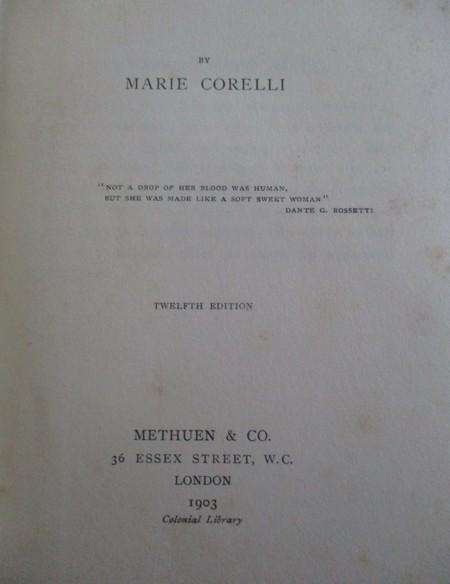 BY
MARIE CORELLI
"NOT A DROP OF HER BLOOD WAS HUMAN,
BUT SHE WAS MADE LIKE A SOFT SWEET WOMAN"
DANTE G. ROSSETTI
TWELFTH EDITION
METHUEN & CO.
36 ESSEX STREET, W.C.
LONDON
1903
Colonial Library